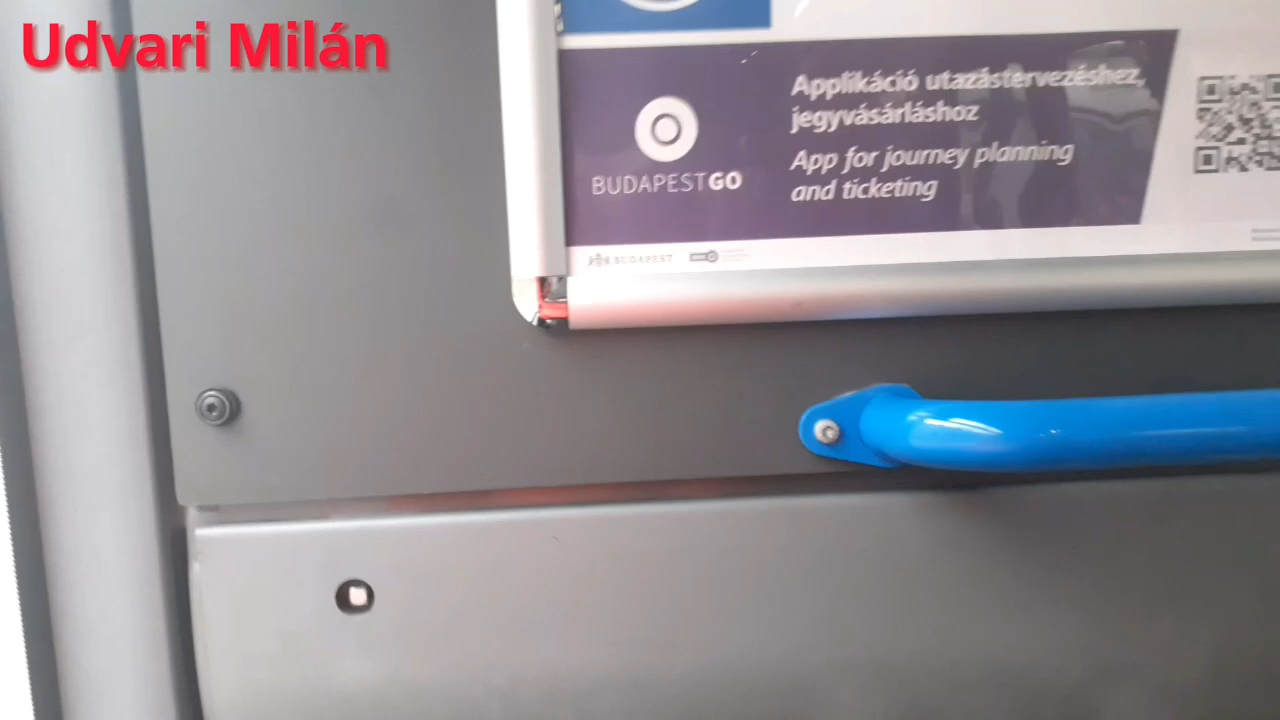 Udvari Milán
Applikáció utazástervezéshez,
jegyvásárláshoz
App for journey planning
and ticketing
BUDAPESTGO
BUDAPEST